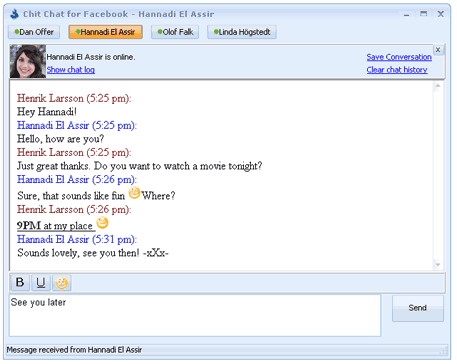 Chit Chat for Facebook - Hannadi El Assir
Dan Offer Hannadi El Assir Olof Falk Linda Högstedt
Hannadi El Assir is online. Save Conversation x
Show chat log Clear chat history
Henrik Larsson (5:25 pm):
Hey Hannadi!
Hannadi El Assir (5:25 pm):
Hello, how are you?
Henrik Larsson (5:25 pm):
Just great thanks. Do you want to watch a movie tonight?
Hannadi El Assir (5:26 pm):
Sure, that sounds like fun Where?
Henrik Larsson (5:26 pm):
9PM at my place
Hannadi El Assir (5:31 pm):
Sounds lovely, see you then! -xXx-
B U
See you later
Send
Message received from Hannadi El Assir